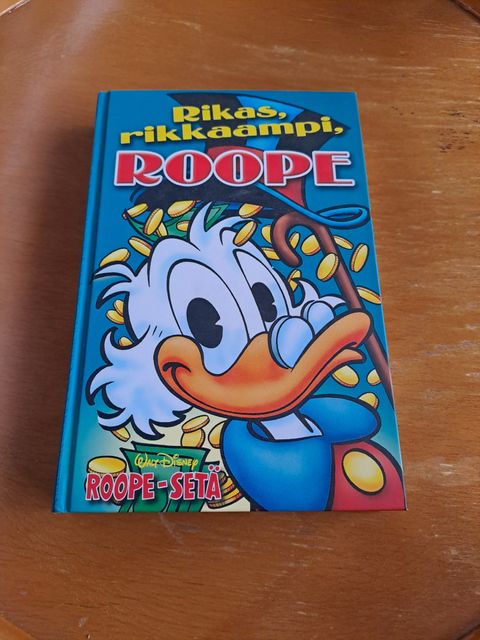 Rikas,
rikkaampi,
ROOPE
WALT DISNEY
ROOPE-SETÄ